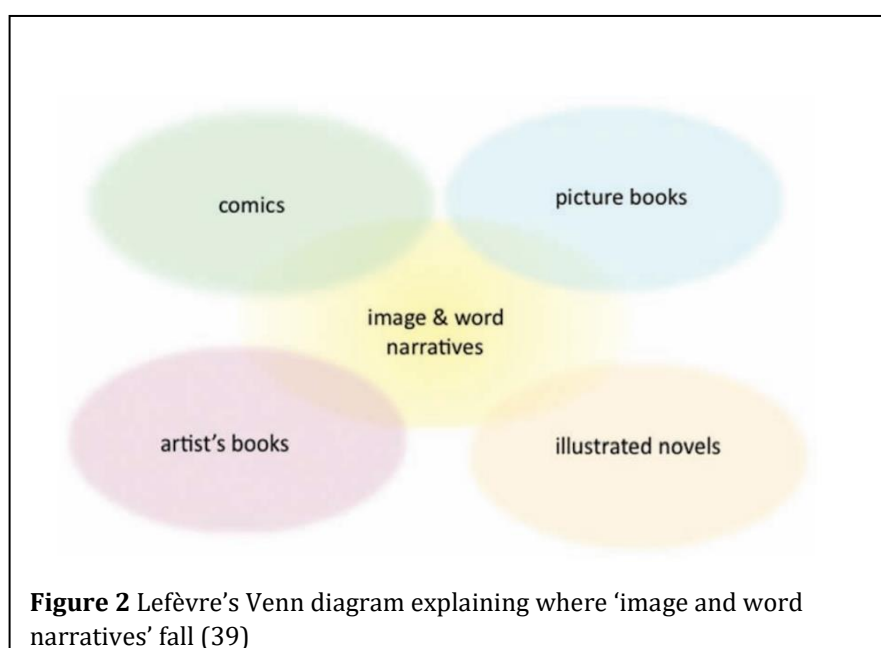 comics
picture books
image & word
narratives
artist's books
illustrated novels
Figure 2 Lefèvre’s Venn diagram explaining where ‘image and word
narratives’ fall (39)